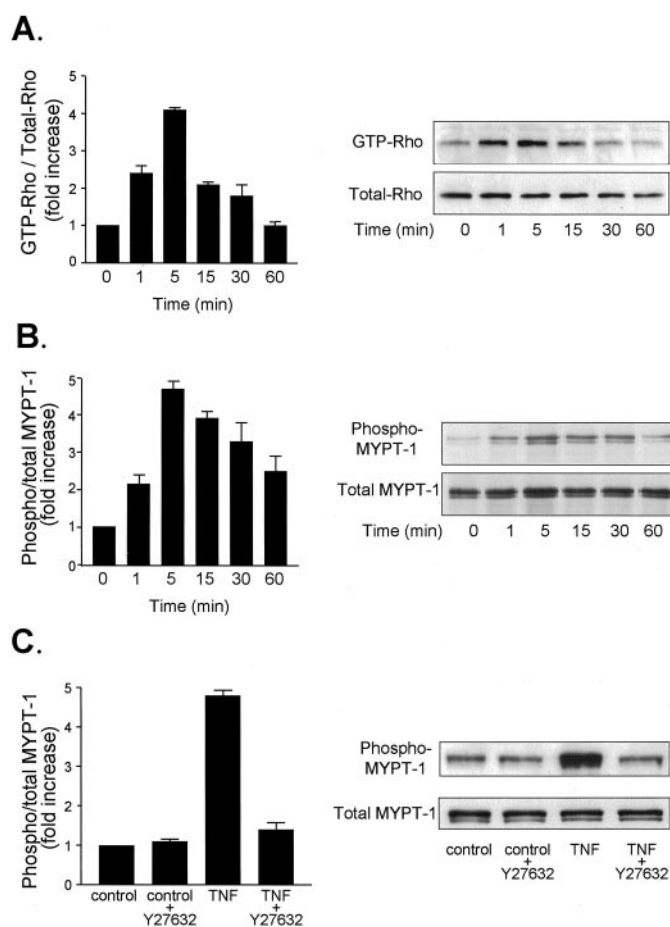 A.
GTP-Rho / Total-Rho
(fold increase)
5
4
3
2
1
0
0 1 5 15 30 60
Time (min)
GTP-Rho
Total-Rho
Time (min) 0 1 5 15 30 60
B.
Phospho/total MYPT-1
(fold increase)
5
4
3
2
1
0
0 1 5 15 30 60
Time (min)
Phospho-
MYPT-1
Total MYPT-1
Time (min) 0 1 5 15 30 60
C.
Phospho/total MYPT-1
(fold increase)
5
4
3
2
1
0
control control TNF TNF
+ +
Y27632 Y27632
Phospho-
MYPT-1
Total MYPT-1
control control TNF TNF
+ +
Y27632 Y27632